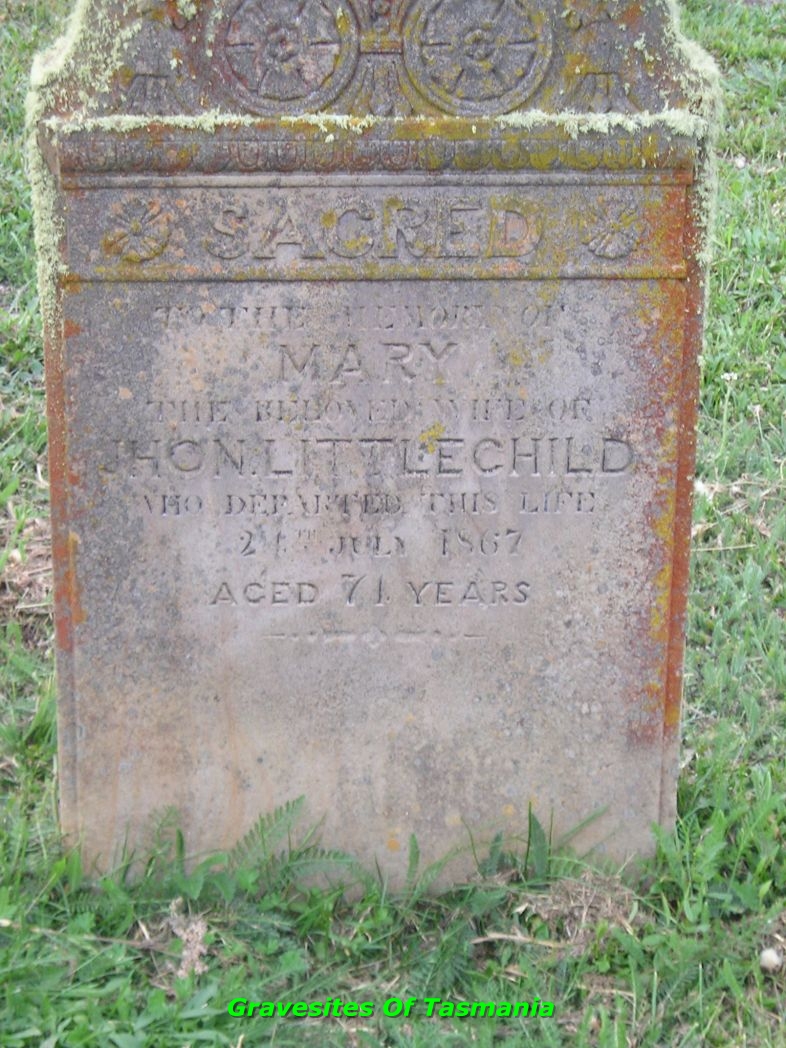 SACRED
TO THE MEMORY OF
MARY
THE BELOVED WIFE OF
JHON. LITTLECHILD
WHO DEPARTED THIS LIFE
24TH JULY 1867
AGED 71 YEARS
Gravesites Of Tasmania